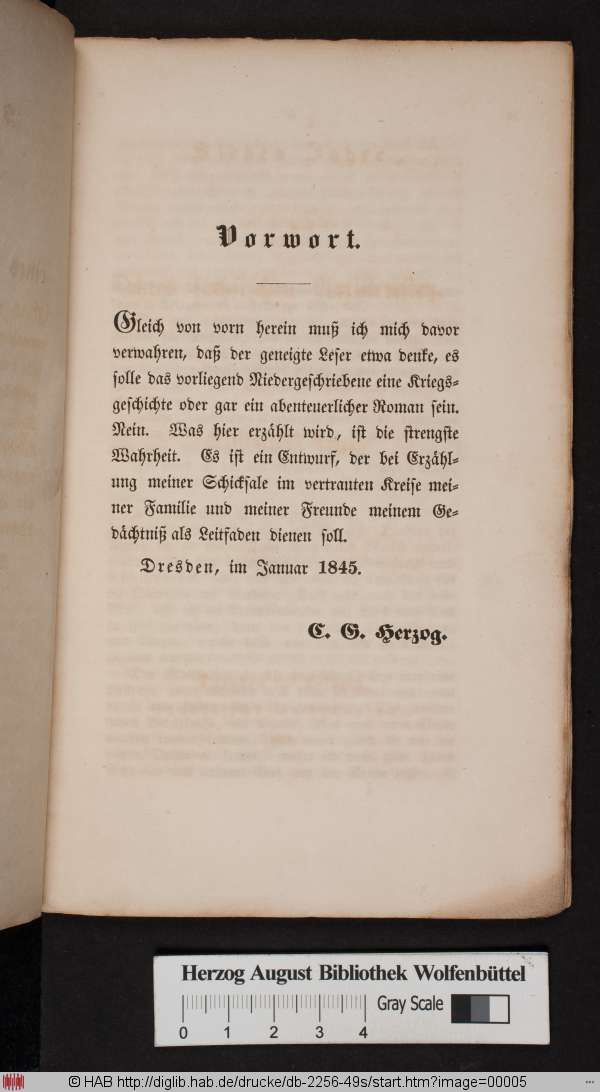 Vorwort.
Gleich von vorn herein muß ich mich davor
verwahren, daß der geneigte Leser etwa denke, es
solle das vorliegend Niedergeschriebene eine Kriegs-
geschichte oder gar ein abenteuerlicher Roman sein.
Nein. Was hier erzählt wird, ist die strengste
Wahrheit. Es ist ein Entwurf, der bei Erzähl-
ung meiner Schicksale im vertrauten Kreise mei-
ner Familie und meiner Freunde meinem Ge-
dächtniß als Leitfaden dienen soll.
Dresden, im Januar 1845.
C. G. Herzog.
Herzog August Bibliothek Wolfenbüttel
Gray Scale
0 1 2 3 4
© HAB http://diglib.hab.de/drucke/db-2256-49s/start.htm?image=00005